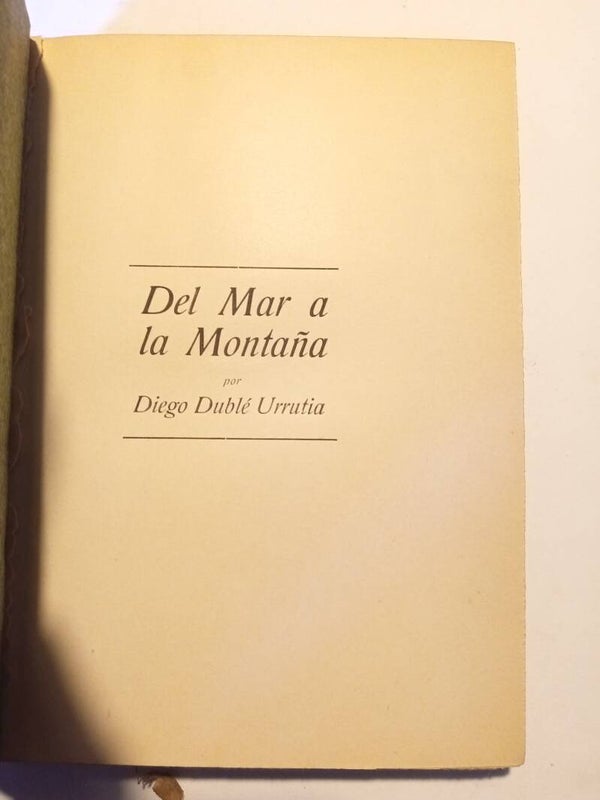 Del Mar a
la Montaña
por
Diego Dublé Urrutia